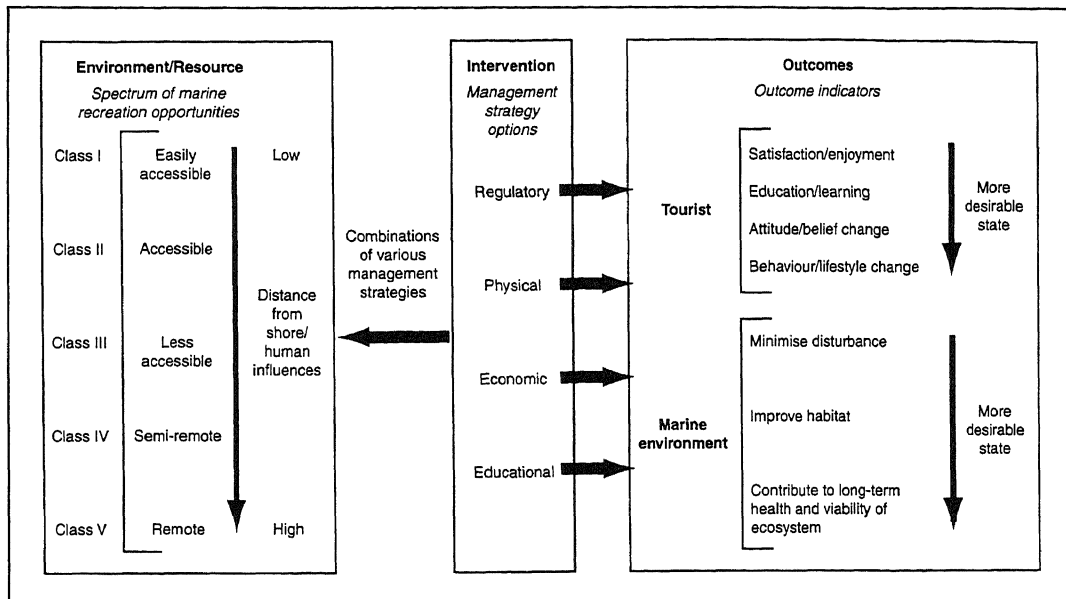 Environment/Resource
Spectrum of marine
recreation opportunities
Class I
Easily
accessible
Low
Class II
Accessible
Distance
from
shore/
human
influences
Class III
Less
accessible
Class IV
Semi-remote
Class V
Remote
High
Combinations
of various
management
strategies
Intervention
Management
strategy
options
Regulatory
Physical
Economic
Educational
Outcomes
Outcome indicators
Tourist
Satisfaction/enjoyment
Education/learning
Attitude/belief change
Behaviour/lifestyle change
More
desirable
state
Marine
environment
Minimise disturbance
Improve habitat
Contribute to long-term
health and viability of
ecosystem
More
desirable
state